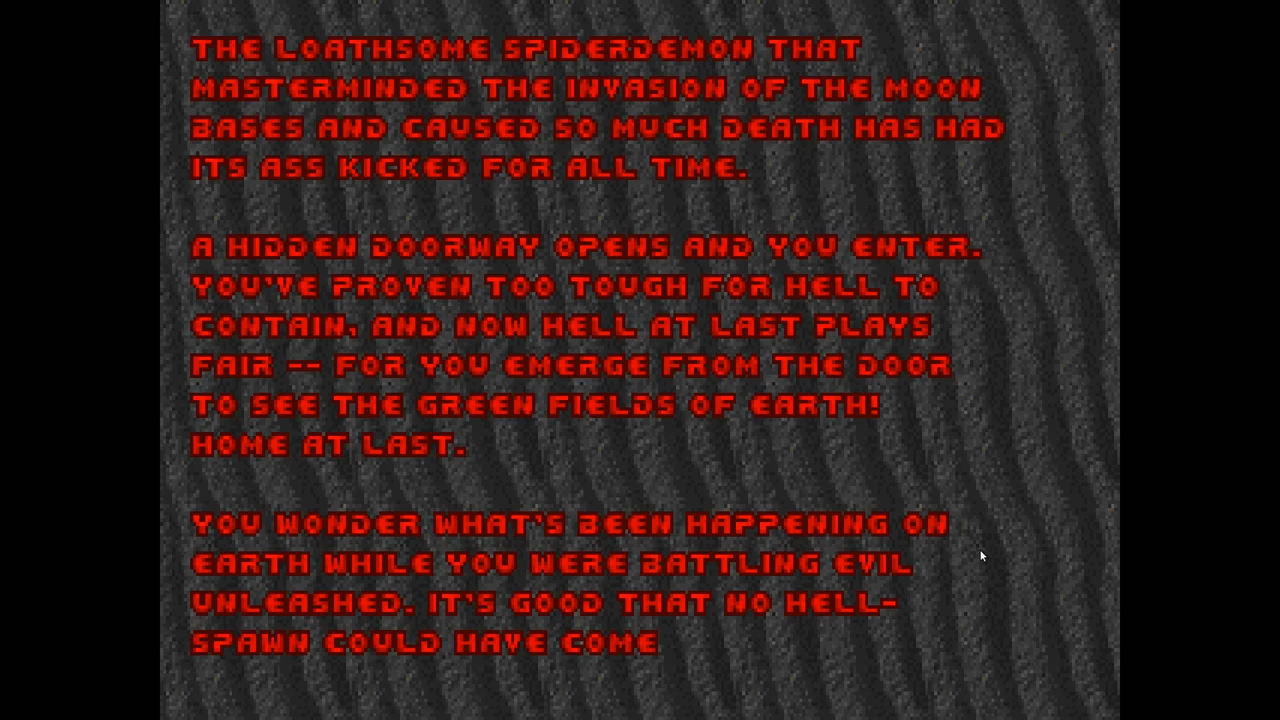 THE LOATHSOME SPIDERDEMON THAT
MASTERMINDED THE INVASION OF THE MOON
BASES AND CAUSED SO MUCH DEATH HAS HAD
ITS ASS KICKED FOR ALL TIME.
A HIDDEN DOORWAY OPENS AND YOU ENTER.
YOU'VE PROVEN TOO TOUGH FOR HELL TO
CONTAIN, AND NOW HELL AT LAST PLAYS
FAIR -- FOR YOU EMERGE FROM THE DOOR
TO SEE THE GREEN FIELDS OF EARTH!
HOME AT LAST.
YOU WONDER WHAT'S BEEN HAPPENING ON
EARTH WHILE YOU WERE BATTLING EVIL
UNLEASHED. IT'S GOOD THAT NO HELL-
SPAWN COULD HAVE COME